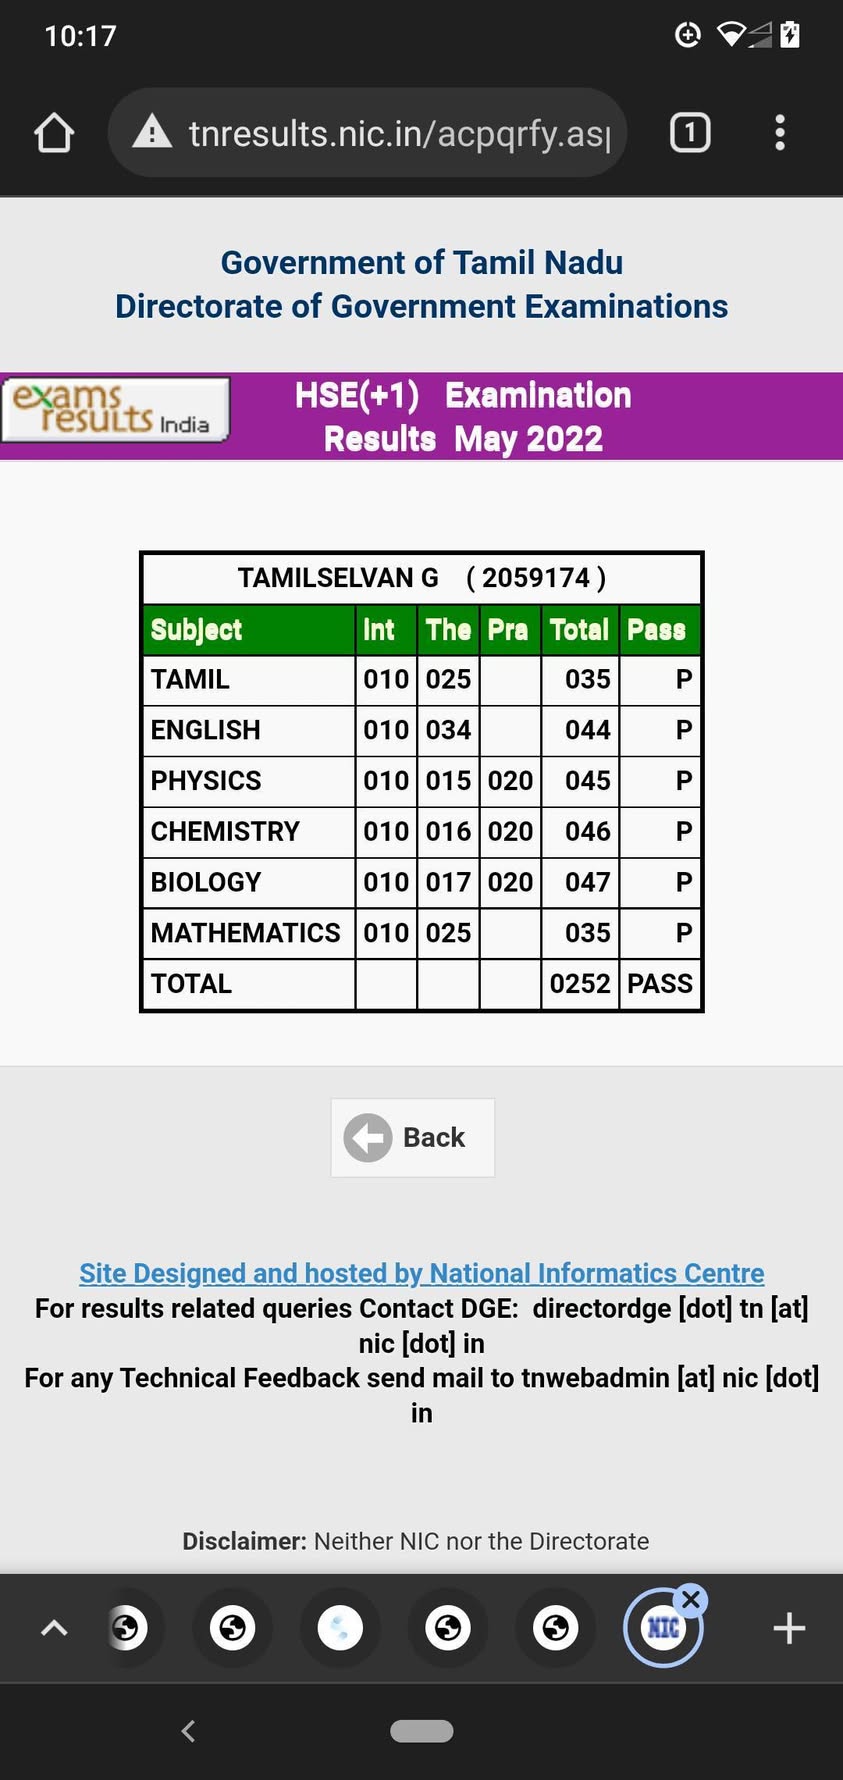 10:17
tnresults.nic.in/acpqrfy.as
1
Government of Tamil Nadu
Directorate of Government Examinations
exams
results India
HSE(+1) Examination
Results May 2022
TAMILSELVAN G ( 2059174 )
Subject Int The Pra Total Pass
TAMIL 010 025 035 P
ENGLISH 010 034 044 P
PHYSICS 010 015 020 045 P
CHEMISTRY 010 016 020 046 P
BIOLOGY 010 017 020 047 P
MATHEMATICS 010 025 035 P
TOTAL 0252 PASS
Back
Site Designed and hosted by National Informatics Centre
For results related queries Contact DGE: directordge [dot] tn [at]
nic [dot] in
For any Technical Feedback send mail to tnwebadmin [at] nic [dot]
in
Disclaimer: Neither NIC nor the Directorate
NIC